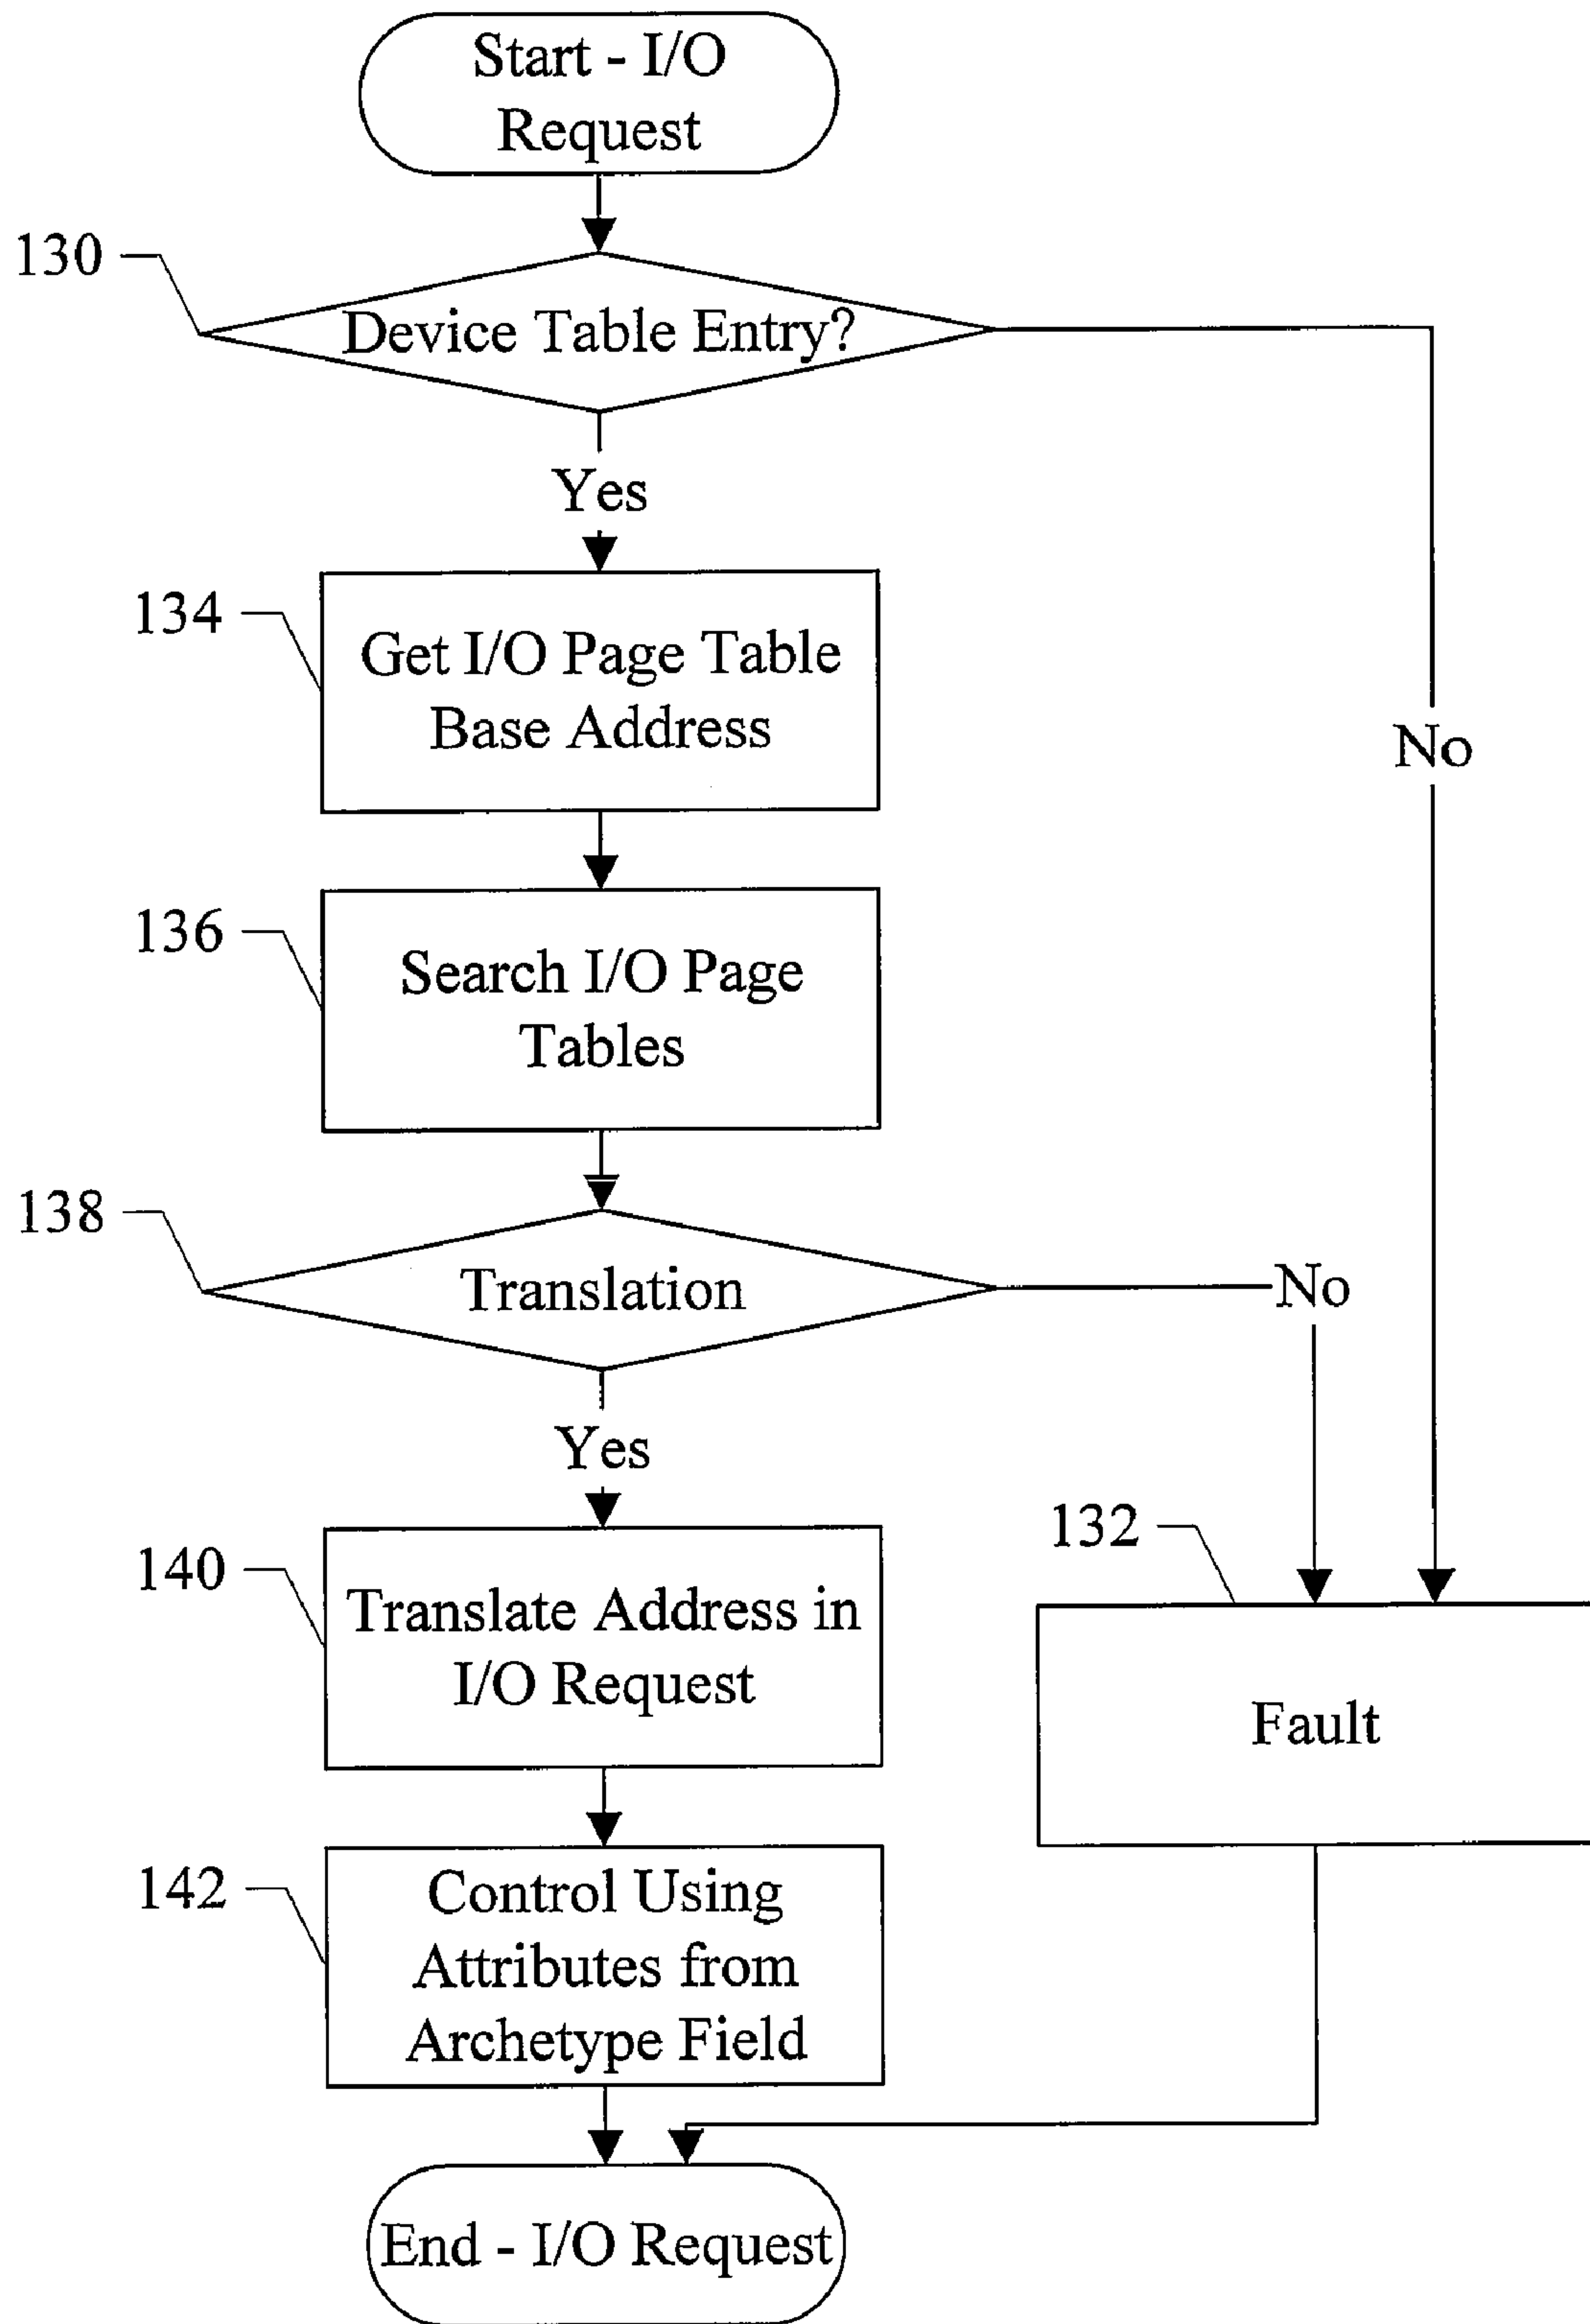 Start - I/O
Request
130
Device Table Entry?
Yes
134
Get I/O Page Table
Base Address
No
136
Search I/O Page
Tables
138
Translation
No
Yes
132
140
Translate Address in
I/O Request
Fault
142
Control Using
Attributes from
Archetype Field
End - I/O Request